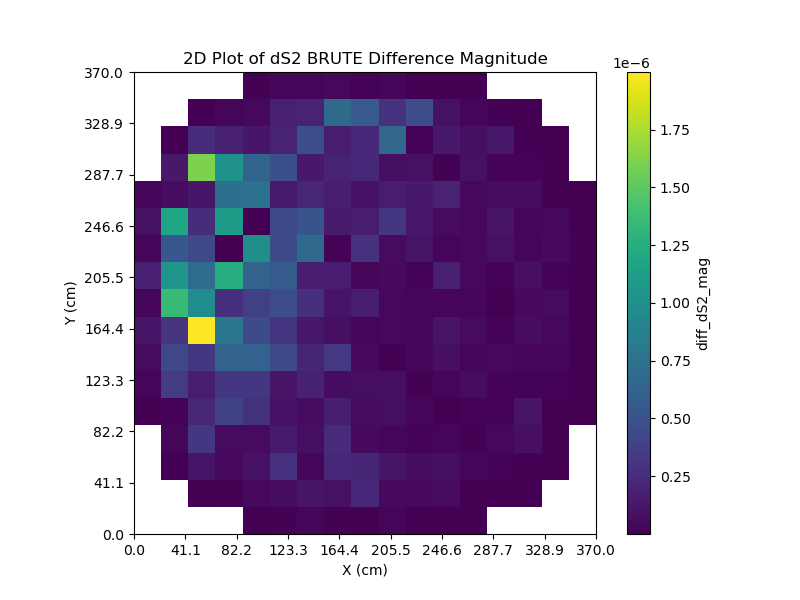 2D Plot of dS2 BRUTE Difference Magnitude
1e−6
370.0
328.9
287.7
246.6
205.5
164.4
123.3
82.2
41.1
0.0
Y (cm)
0.0 41.1 82.2 123.3 164.4 205.5 246.6 287.7 328.9 370.0
X (cm)
1.75
1.50
1.25
1.00
0.75
0.50
0.25
diff_dS2_mag